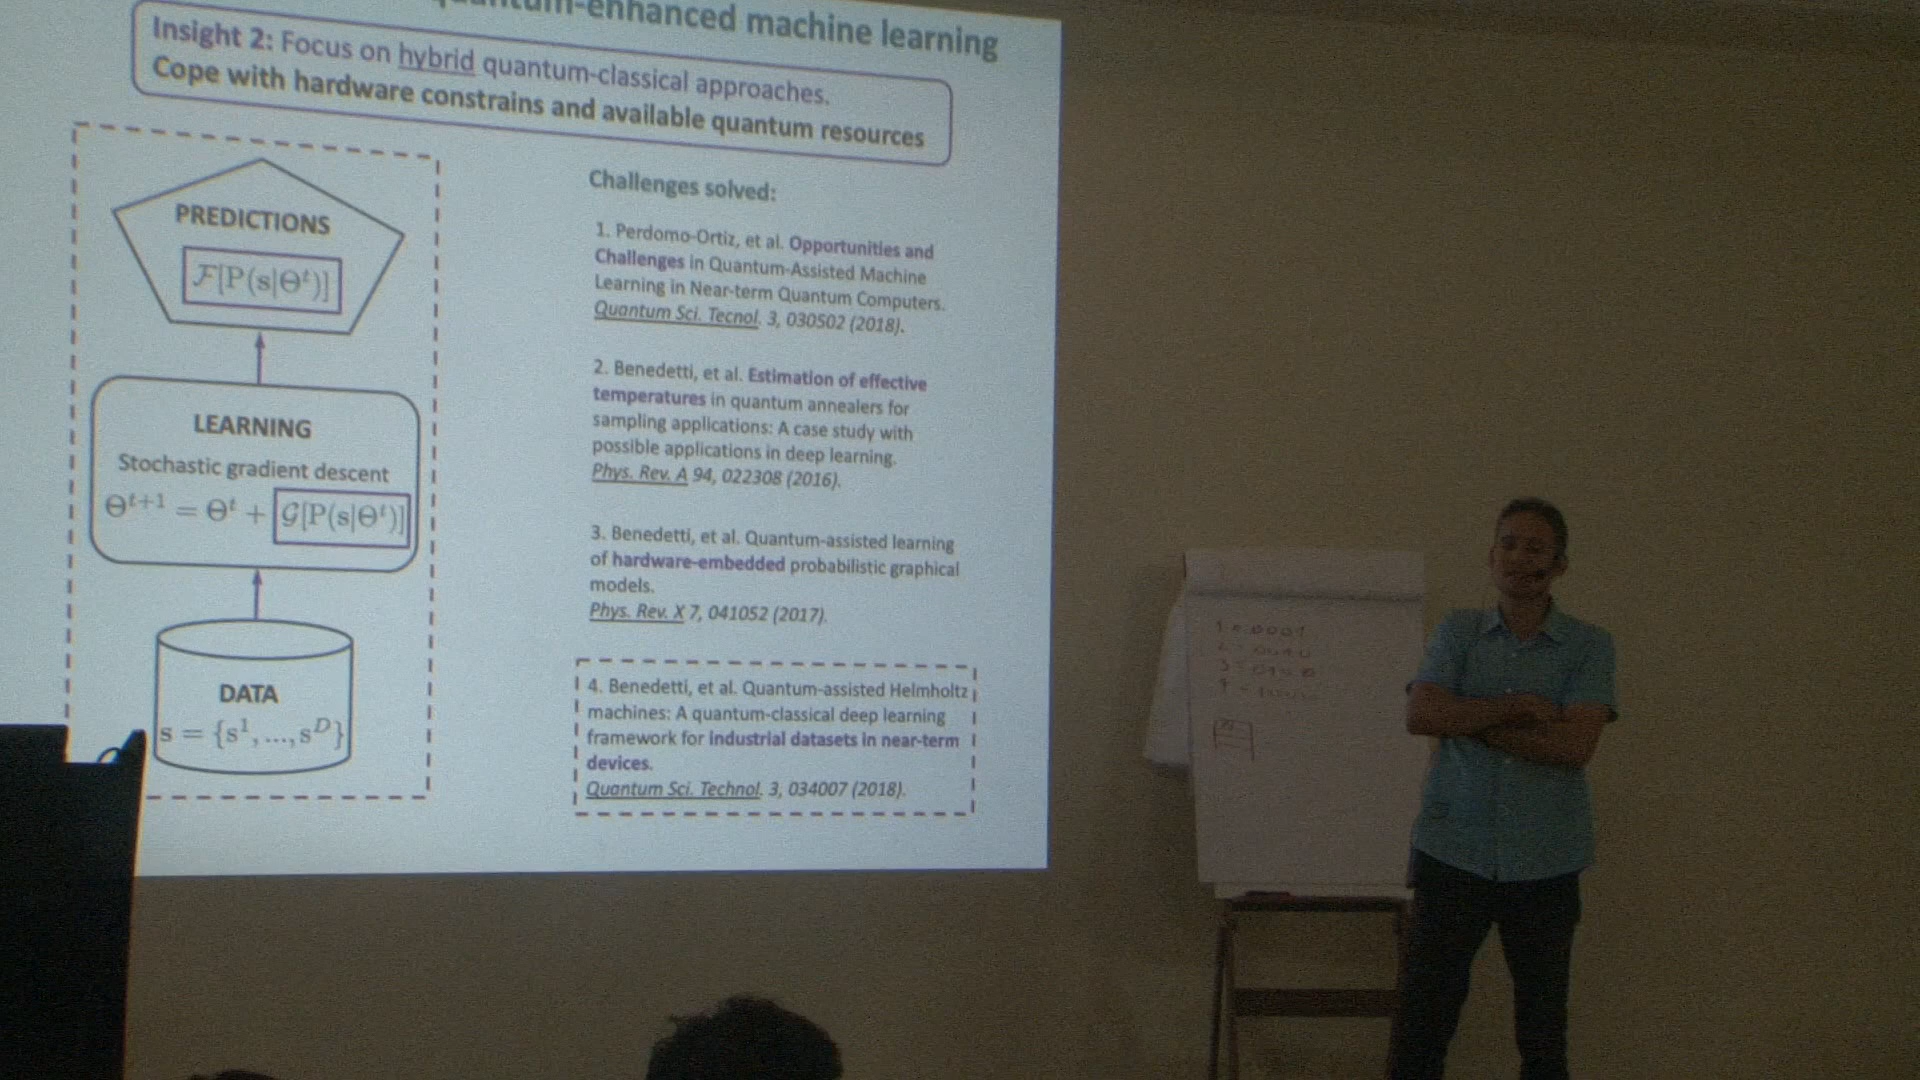 quantum-enhanced machine learning
Insight 2: Focus on hybrid quantum-classical approaches.
Cope with hardware constrains and available quantum resources
PREDICTIONS
ℱ[P(s|Θᵗ)]
LEARNING
Stochastic gradient descent
Θᵗ⁺¹ = Θᵗ + 𝒢[P(s|Θᵗ)]
DATA
s = {s¹, ..., sᴰ}
Challenges solved:
1. Perdomo-Ortiz, et al. Opportunities and
Challenges in Quantum-Assisted Machine
Learning in Near-term Quantum Computers.
Quantum Sci. Tecnol. 3, 030502 (2018).
2. Benedetti, et al. Estimation of effective
temperatures in quantum annealers for
sampling applications: A case study with
possible applications in deep learning.
Phys. Rev. A 94, 022308 (2016).
3. Benedetti, et al. Quantum-assisted learning
of hardware-embedded probabilistic graphical
models.
Phys. Rev. X 7, 041052 (2017).
4. Benedetti, et al. Quantum-assisted Helmholtz
machines: A quantum-classical deep learning
framework for industrial datasets in near-term
devices.
Quantum Sci. Technol. 3, 034007 (2018).